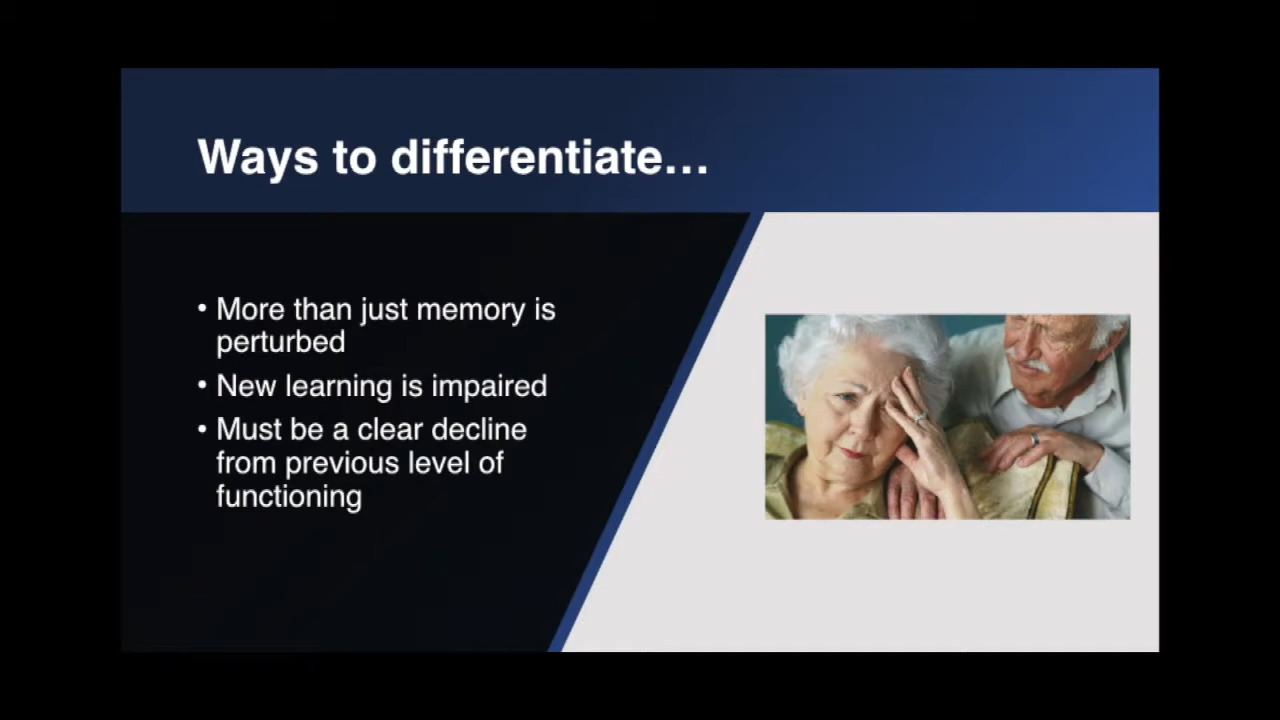 Ways to differentiate...
• More than just memory is
perturbed
• New learning is impaired
• Must be a clear decline
from previous level of
functioning